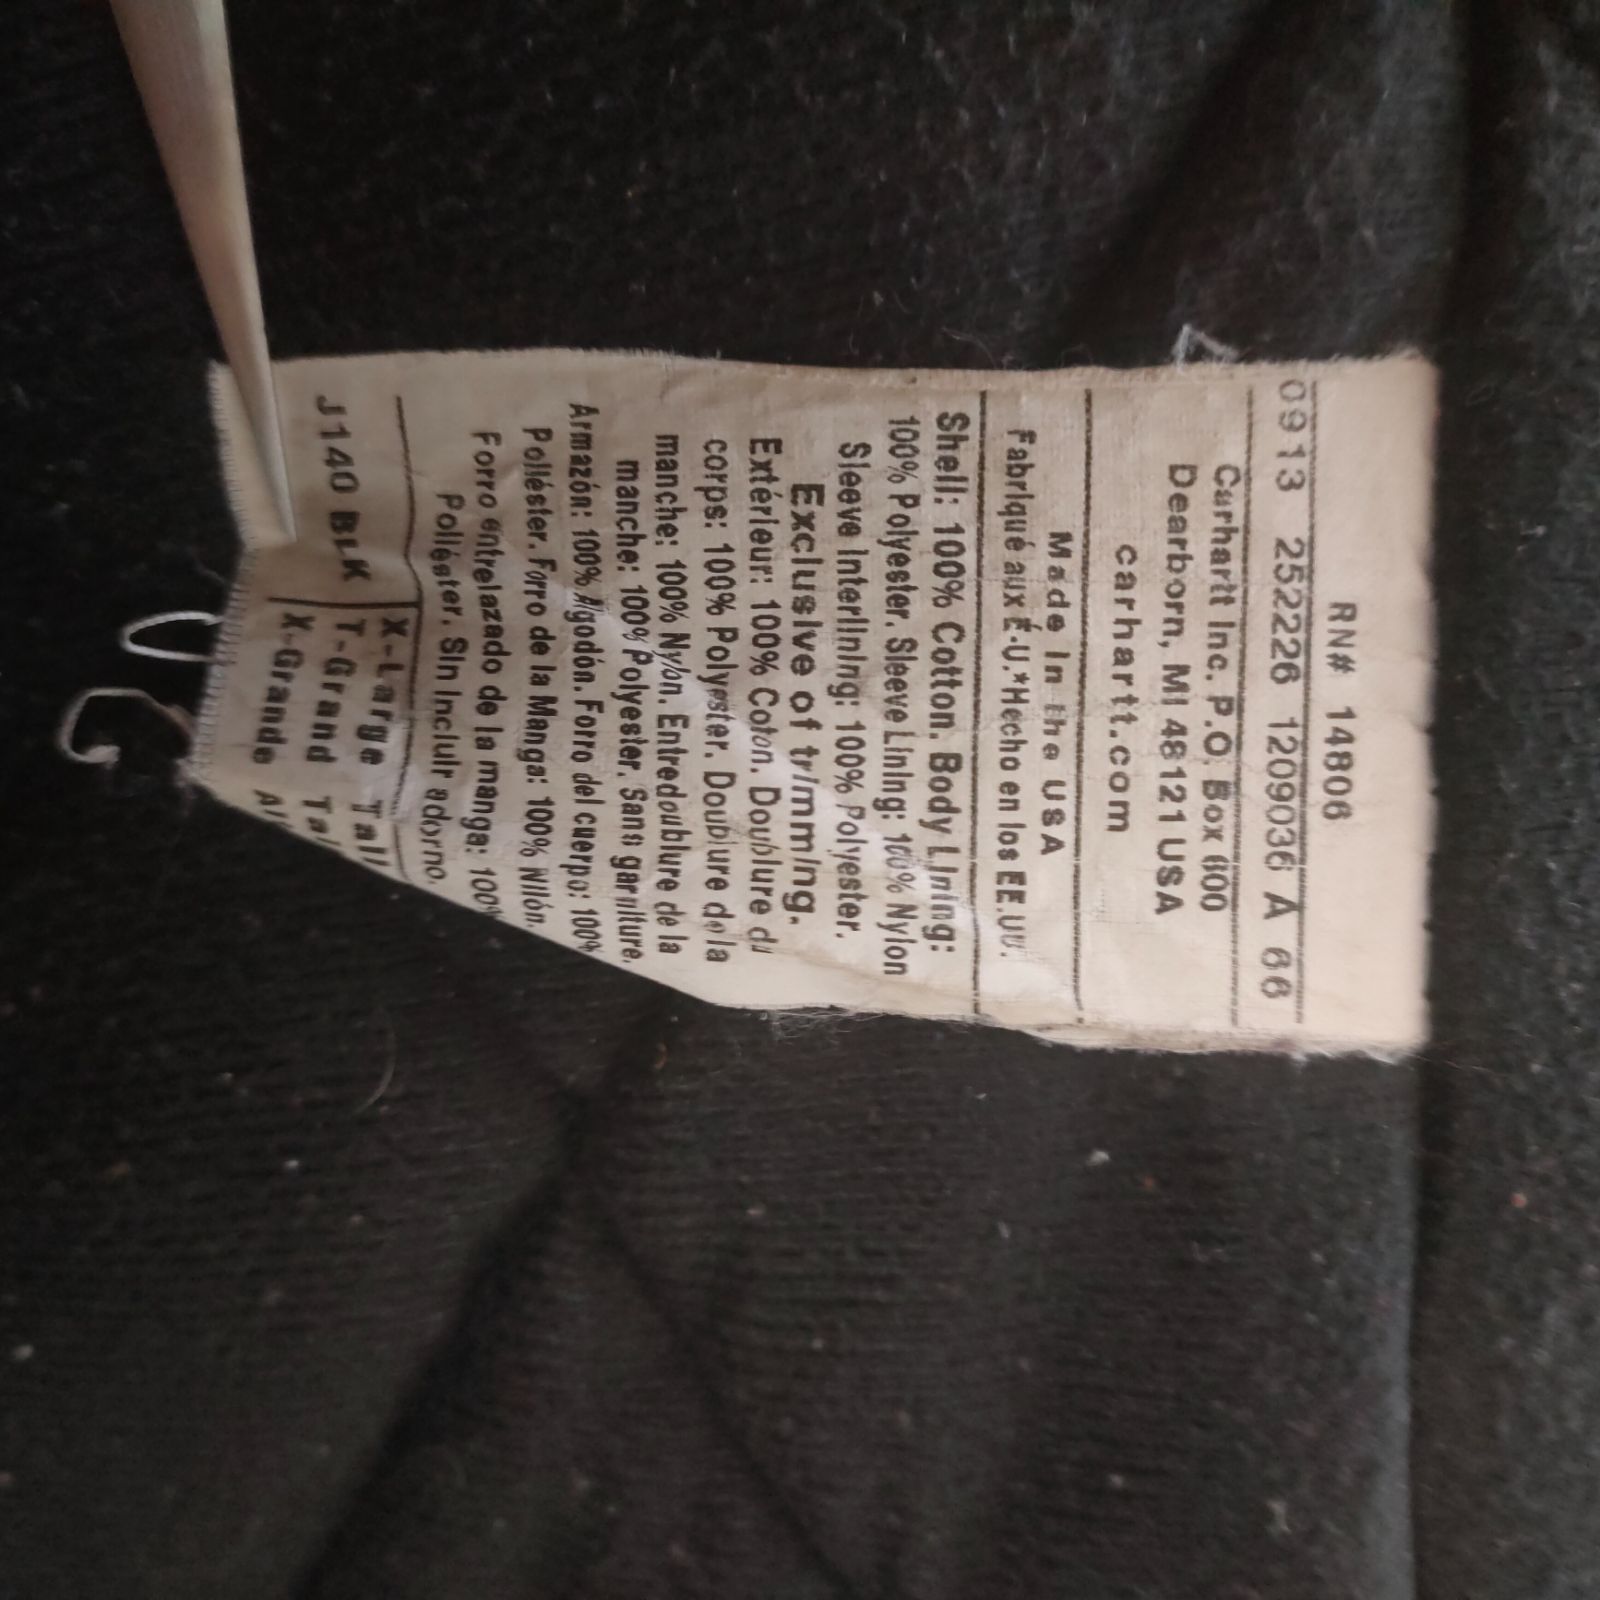 J140 BLK
X-Large Tall
T-Grand
X-Grande
Forro entrelazado de la manga: 100%
Poliéster. Sin Incluir adorno.
Armazón: 100% Algodón. Forro del cuerpo: 100%
Poliéster. Forro de la Manga: 100% Nilón.
Extérieur: 100% Coton. Doublure du
corps: 100% Polyester. Doublure de la
manche: 100% Nylon. Entredoublure de la
manche: 100% Polyester. Sans garniture.
Shell: 100% Cotton. Body Lining:
100% Polyester. Sleeve Lining: 100% Nylon
Sleeve Interlining: 100% Polyester.
Exclusive of trimming.
Made In the USA
Fabriqué aux É.-U.*Hecho en los EE.UU.
Carhartt Inc. P.O. Box 600
Dearborn, MI 48121 USA
carhartt.com
0913 252226 1209036 A 66
RN# 14806